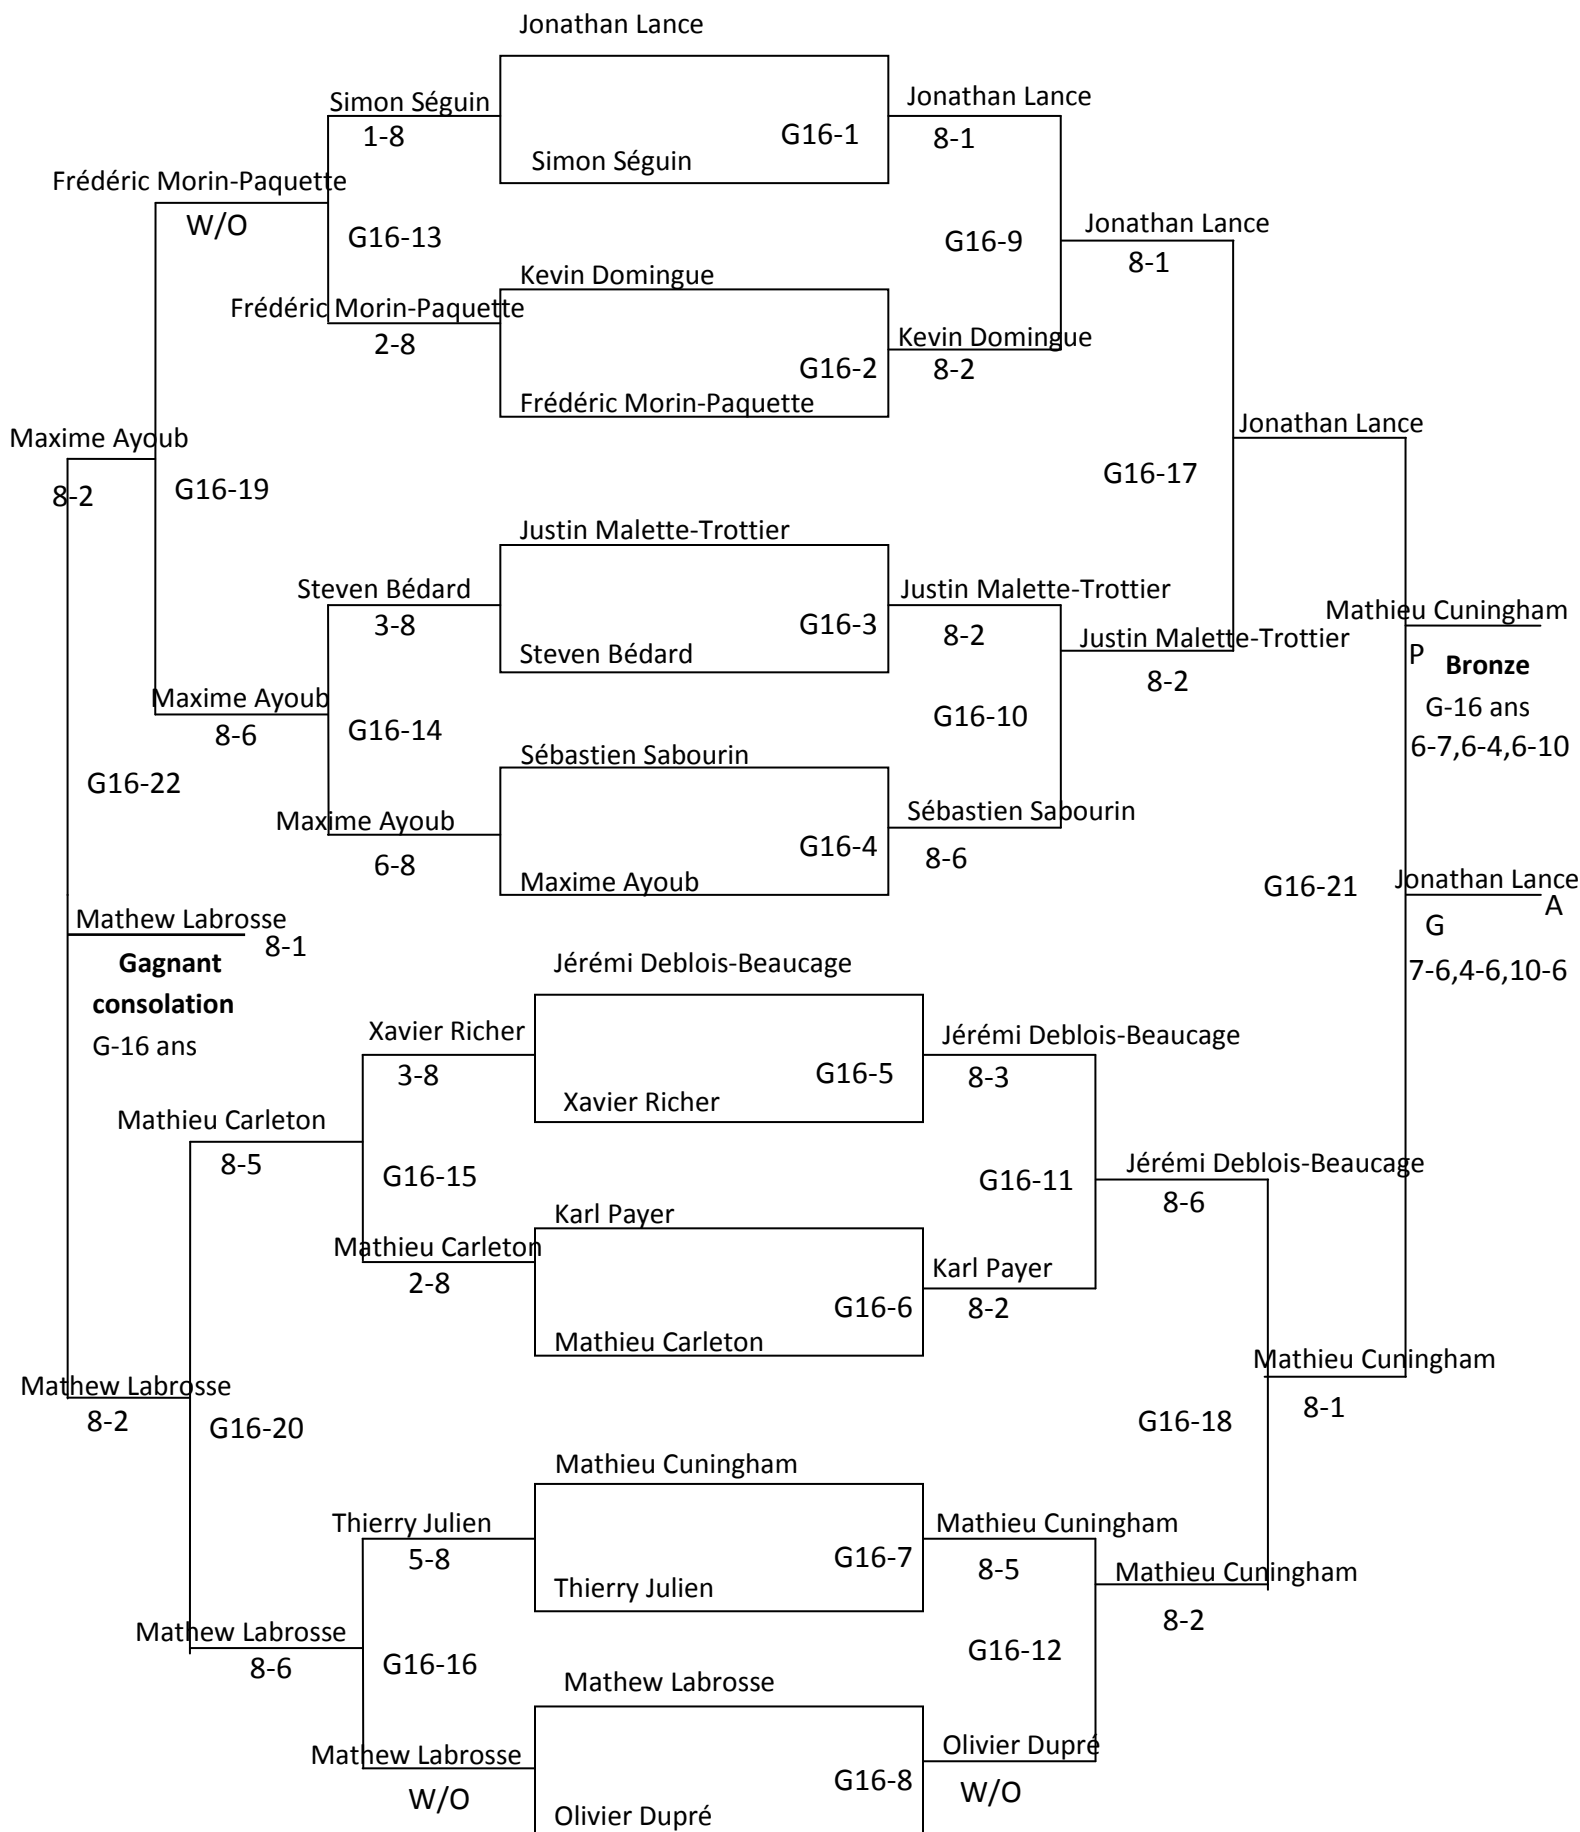 Jonathan Lance
Simon Séguin
Jonathan Lance
1-8
G16-1
8-1
Simon Séguin
Frédéric Morin-Paquette
W/O
G16-13
G16-9
Jonathan Lance
8-1
Kevin Domingue
Frédéric Morin-Paquette
2-8
Kevin Domingue
G16-2
8-2
Frédéric Morin-Paquette
Maxime Ayoub
Jonathan Lance
8-2
G16-19
G16-17
Justin Malette-Trottier
Steven Bédard
Justin Malette-Trottier
3-8
G16-3
8-2
Mathieu Cuningham
Steven Bédard
Justin Malette-Trottier
P
Bronze
8-2
Maxime Ayoub
G-16 ans
8-6
G16-14
G16-10
6-7,6-4,6-10
Sébastien Sabourin
G16-22
Maxime Ayoub
Sébastien Sabourin
6-8
G16-4
8-6
Maxime Ayoub
G16-21
Jonathan Lance
A
Mathew Labrosse
G
8-1
Gagnant
consolation
G-16 ans
Jérémi Deblois-Beaucage
7-6,4-6,10-6
Xavier Richer
Jérémi Deblois-Beaucage
3-8
G16-5
8-3
Xavier Richer
Mathieu Carleton
8-5
G16-15
G16-11
Jérémi Deblois-Beaucage
8-6
Karl Payer
Mathieu Carleton
2-8
Karl Payer
G16-6
8-2
Mathieu Carleton
Mathieu Cuningham
Mathew Labrosse
8-2
G16-20
G16-18
8-1
Mathieu Cuningham
Thierry Julien
Mathieu Cuningham
5-8
G16-7
8-5
Thierry Julien
Mathieu Cuningham
8-2
Mathew Labrosse
8-6
G16-16
G16-12
Mathew Labrosse
Mathew Labrosse
Olivier Dupré
W/O
G16-8
W/O
Olivier Dupré